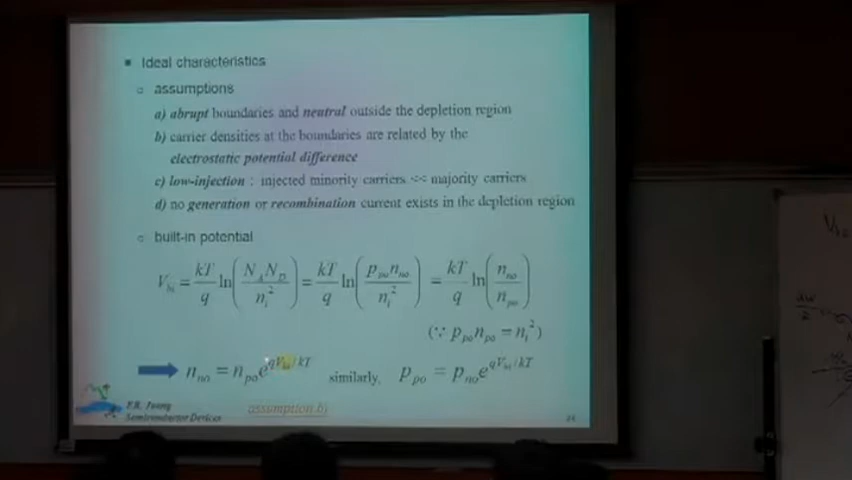 Ideal characteristics
assumptions
a) abrupt boundaries and neutral outside the depletion region
b) carrier densities at the boundaries are related by the
electrostatic potential difference
c) low-injection : injected minority carriers << majority carriers
d) no generation or recombination current exists in the depletion region
built-in potential
V_bi = kT/q ln(N_A N_D / n_i^2) = kT/q ln(p_po n_no / n_i^2) = kT/q ln(n_no / n_po)
(∵ p_po n_po = n_i^2)
n_no = n_po e^{qV_bi/kT} similarly, p_po = p_no e^{qV_bi/kT}
Semiconductor Devices
assumption b)